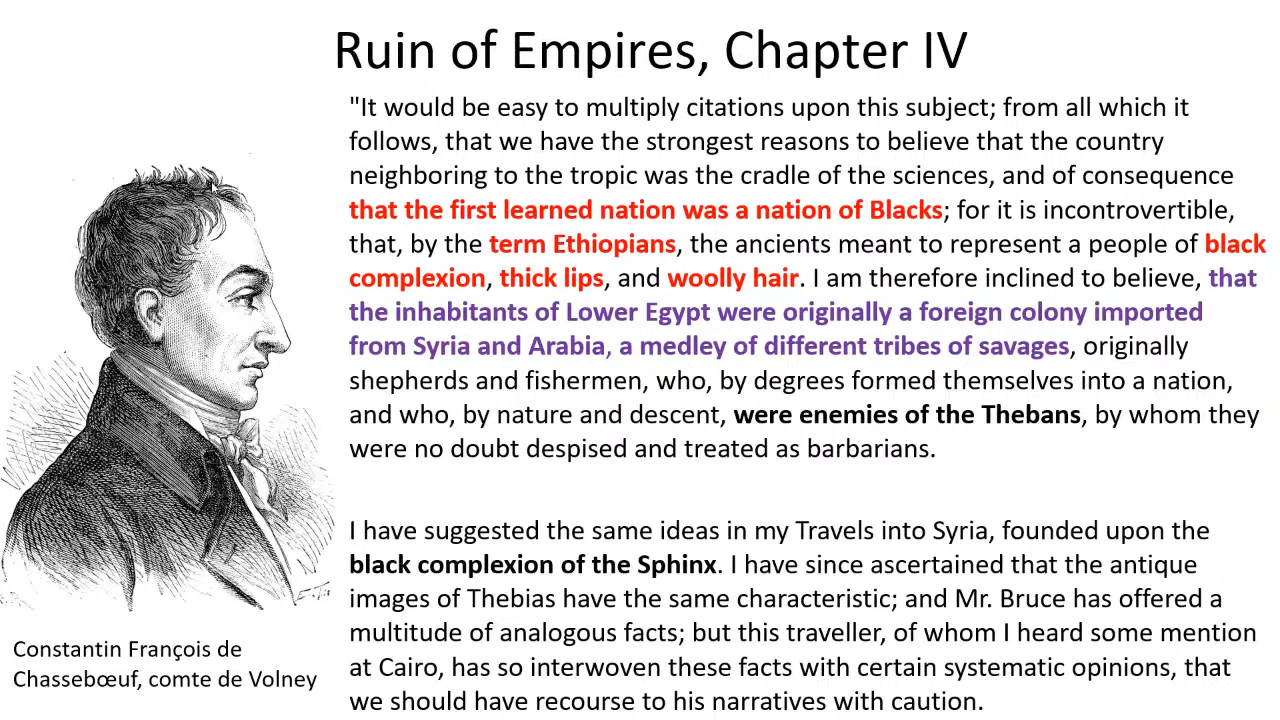 Ruin of Empires, Chapter IV
"It would be easy to multiply citations upon this subject; from all which it
follows, that we have the strongest reasons to believe that the country
neighboring to the tropic was the cradle of the sciences, and of consequence
that the first learned nation was a nation of Blacks; for it is incontrovertible,
that, by the term Ethiopians, the ancients meant to represent a people of black
complexion, thick lips, and woolly hair. I am therefore inclined to believe, that
the inhabitants of Lower Egypt were originally a foreign colony imported
from Syria and Arabia, a medley of different tribes of savages, originally
shepherds and fishermen, who, by degrees formed themselves into a nation,
and who, by nature and descent, were enemies of the Thebans, by whom they
were no doubt despised and treated as barbarians.
I have suggested the same ideas in my Travels into Syria, founded upon the
black complexion of the Sphinx. I have since ascertained that the antique
images of Thebias have the same characteristic; and Mr. Bruce has offered a
multitude of analogous facts; but this traveller, of whom I heard some mention
at Cairo, has so interwoven these facts with certain systematic opinions, that
we should have recourse to his narratives with caution.
Constantin François de
Chassebœuf, comte de Volney